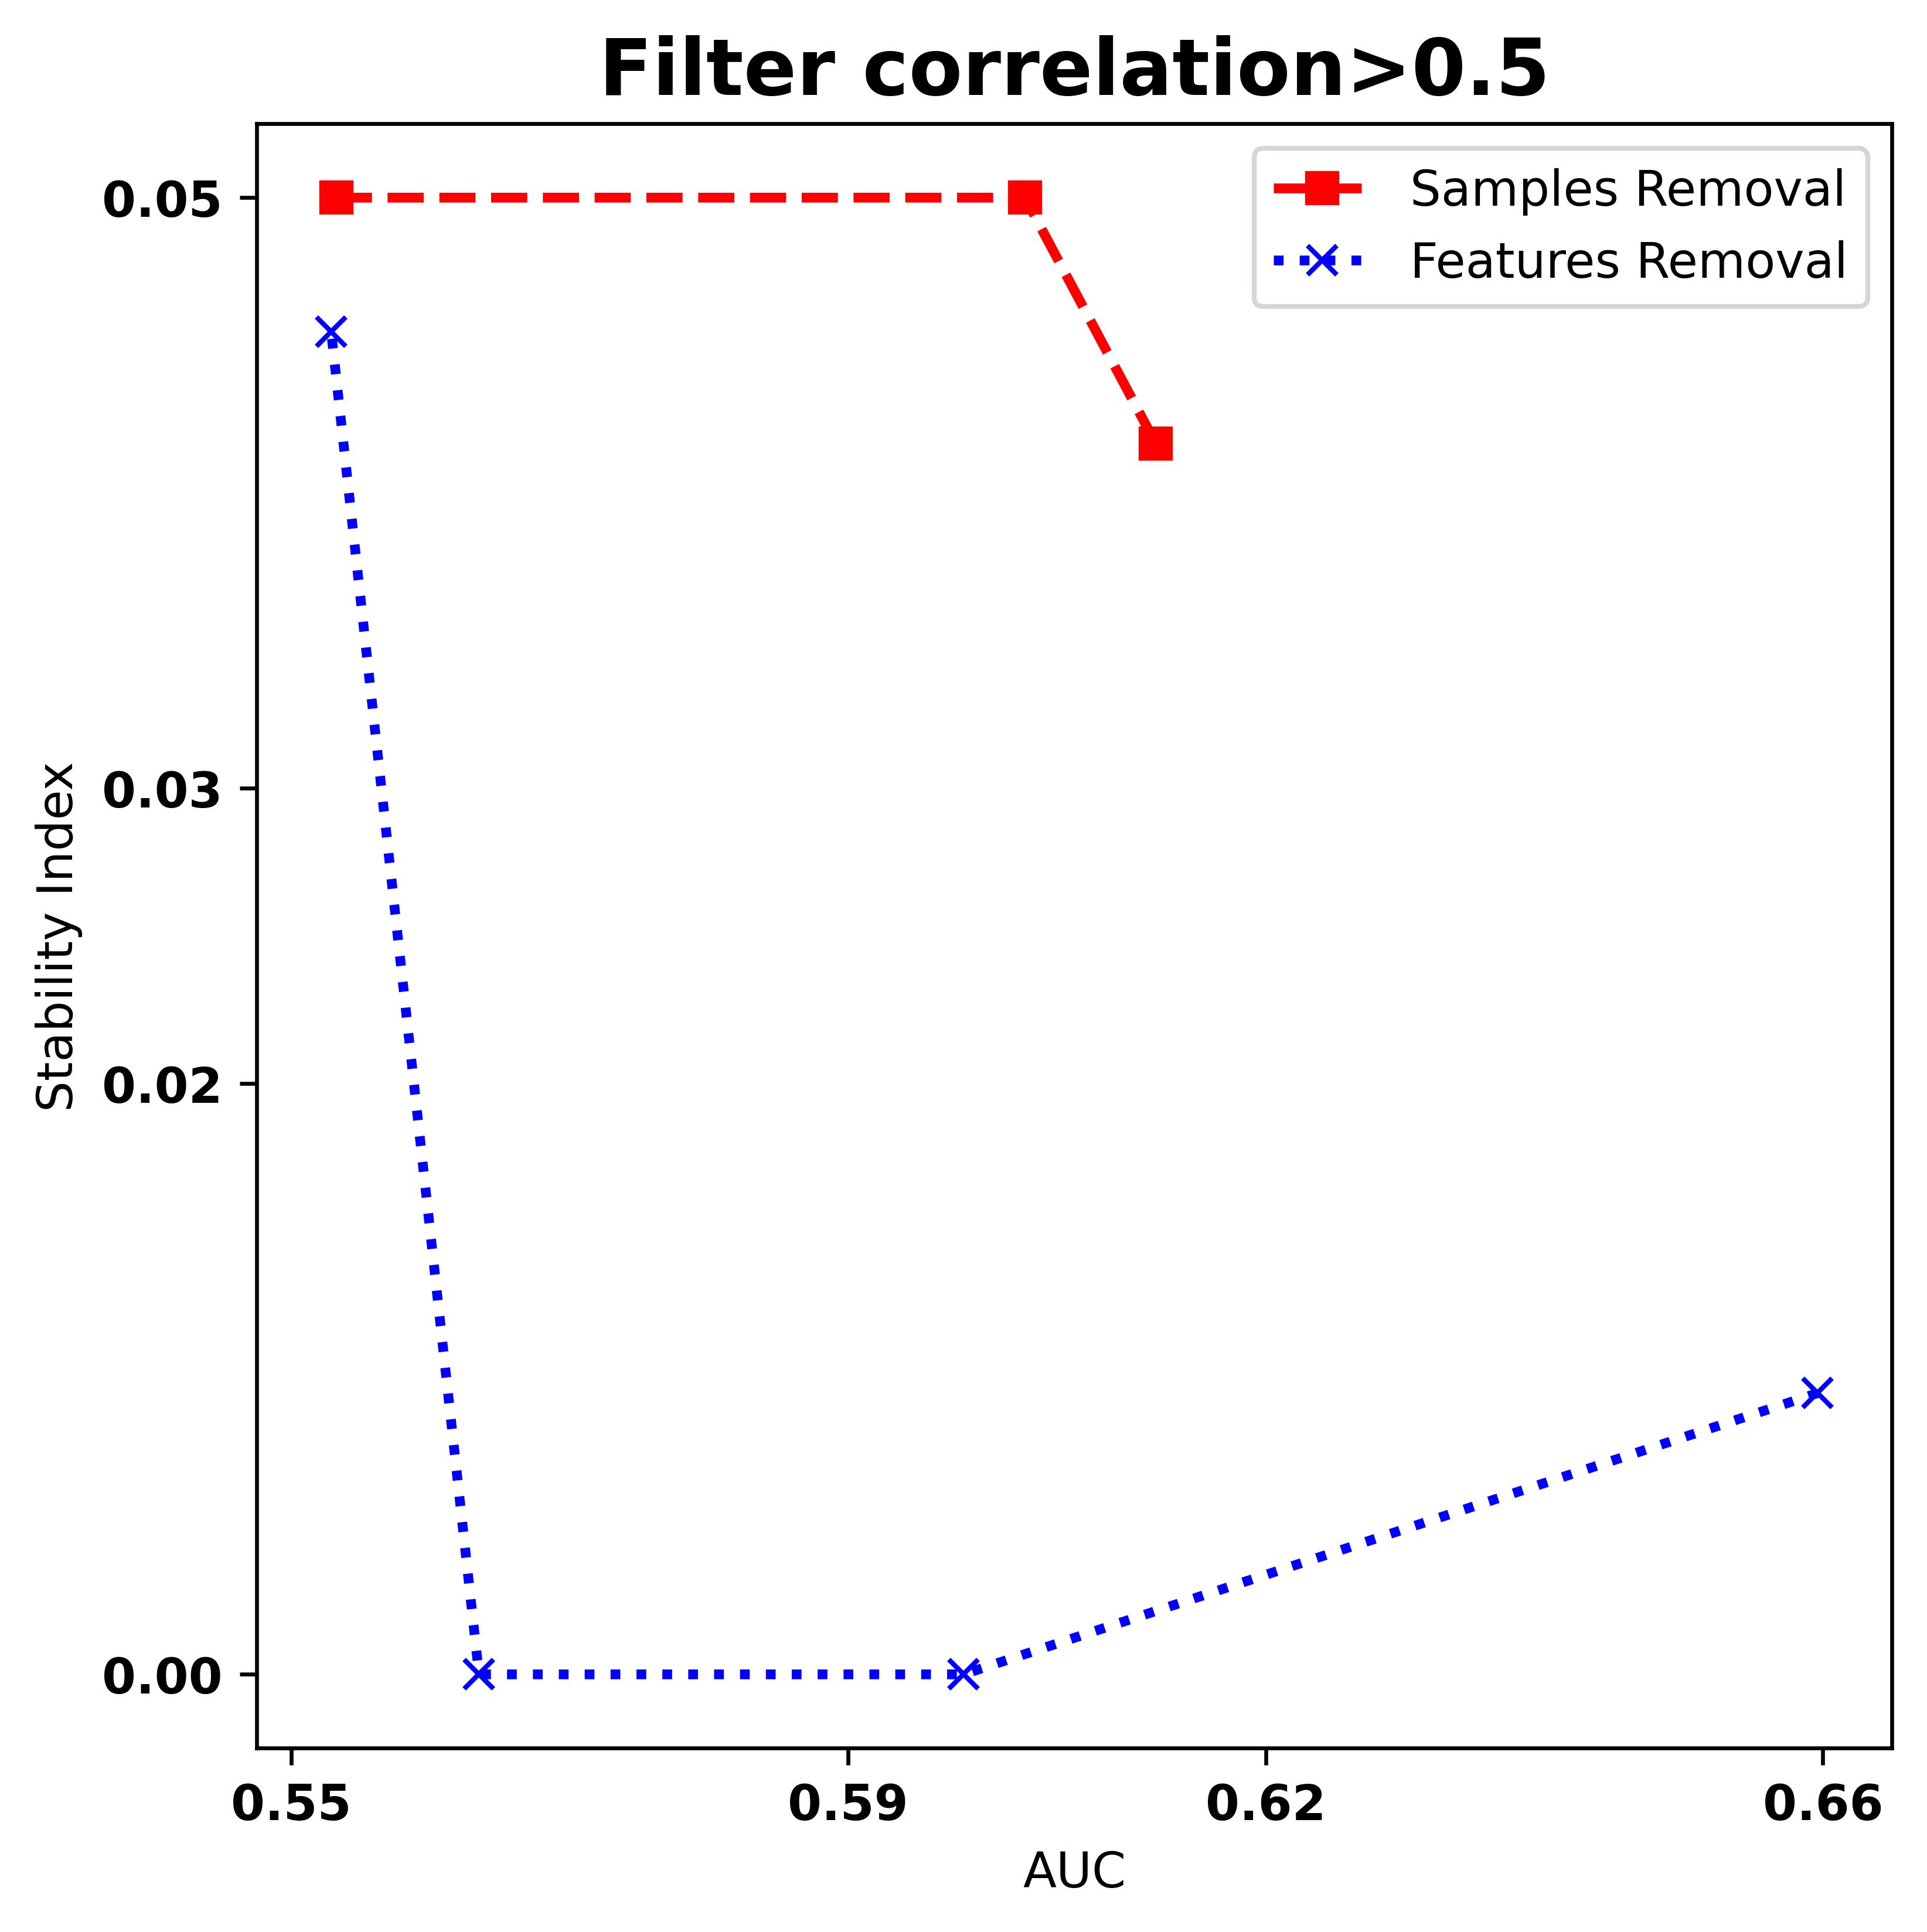 Filter correlation>0.5
Samples Removal
Features Removal
Stability Index
0.05
0.03
0.02
0.00
0.55
0.59
0.62
0.66
AUC